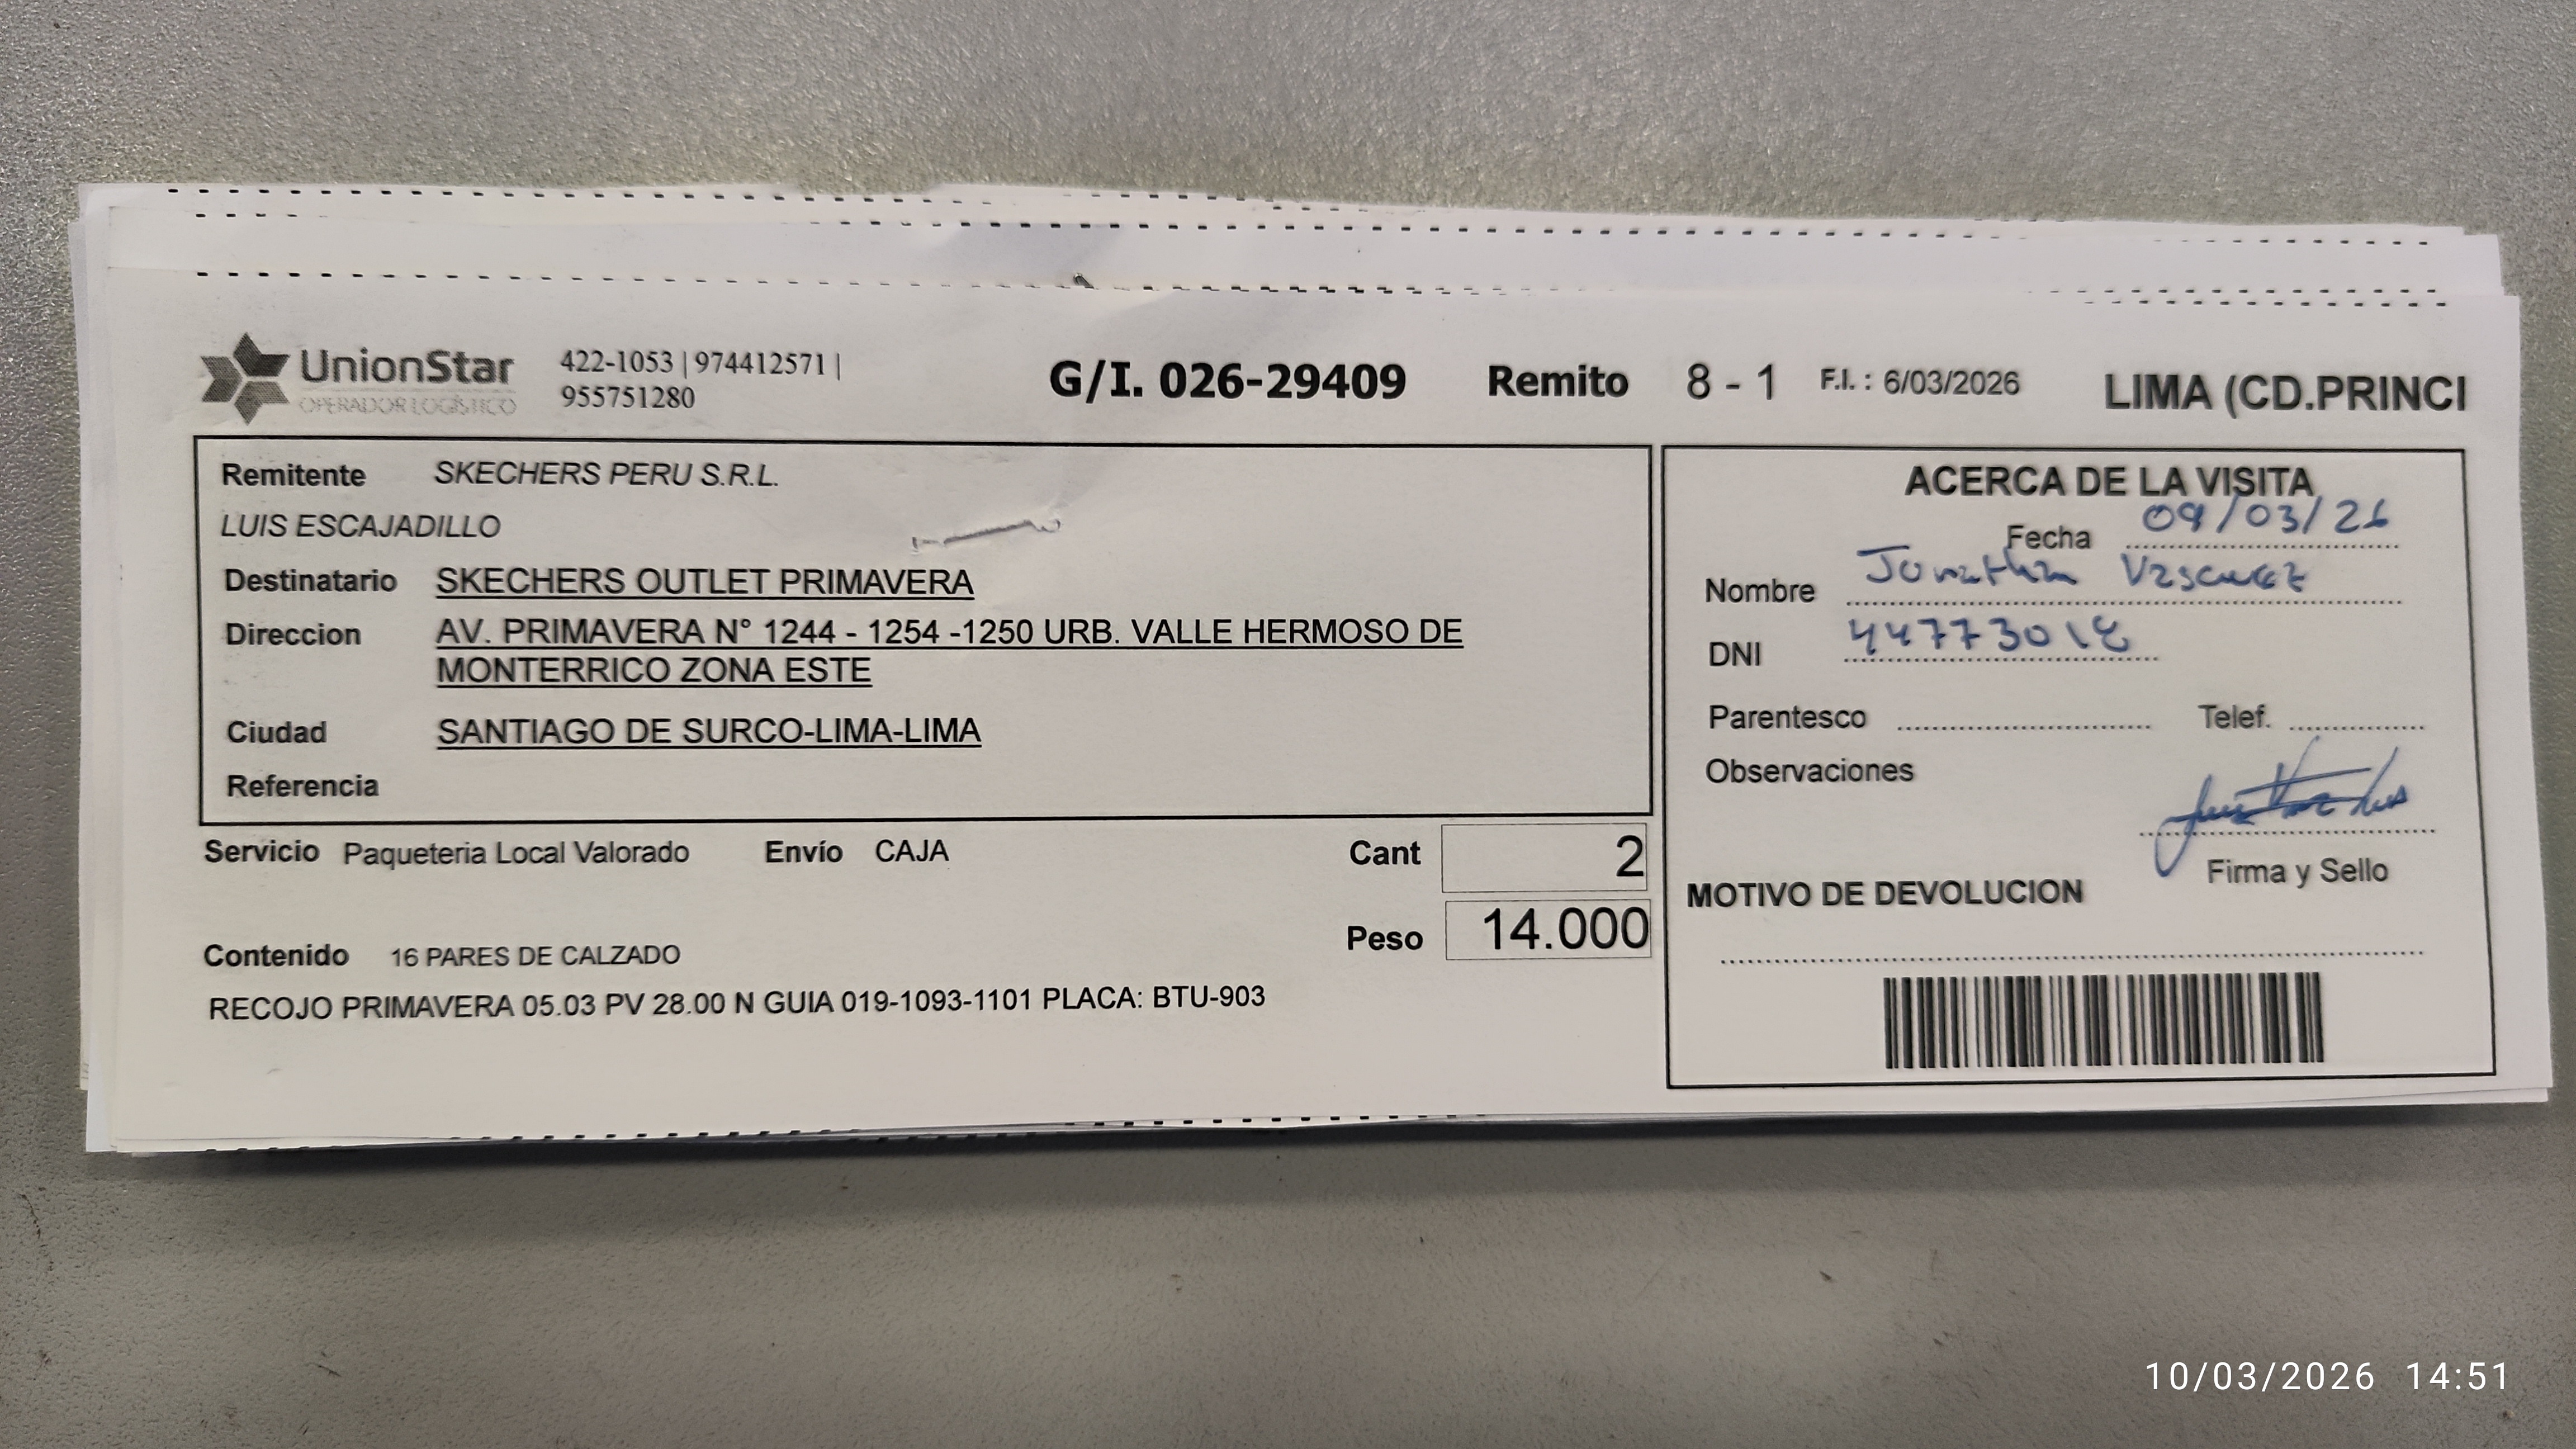 UnionStar
OPERADOR LOGÍSTICO
422-1053 | 974412571 |
955751280
G/I. 026-29409 Remito 8 - 1 F.I. : 6/03/2026 LIMA (CD.PRINCI
Remitente SKECHERS PERU S.R.L.
LUIS ESCAJADILLO
Destinatario SKECHERS OUTLET PRIMAVERA
Direccion AV. PRIMAVERA N° 1244 - 1254 -1250 URB. VALLE HERMOSO DE
MONTERRICO ZONA ESTE
Ciudad SANTIAGO DE SURCO-LIMA-LIMA
Referencia
Servicio Paqueteria Local Valorado Envío CAJA Cant 2
Peso 14.000
Contenido 16 PARES DE CALZADO
RECOJO PRIMAVERA 05.03 PV 28.00 N GUIA 019-1093-1101 PLACA: BTU-903
ACERCA DE LA VISITA
Fecha 09/03/26
Nombre Jonathan Vasquez
DNI 44773018
Parentesco Telef.
Observaciones
Firma y Sello
MOTIVO DE DEVOLUCION
10/03/2026 14:51